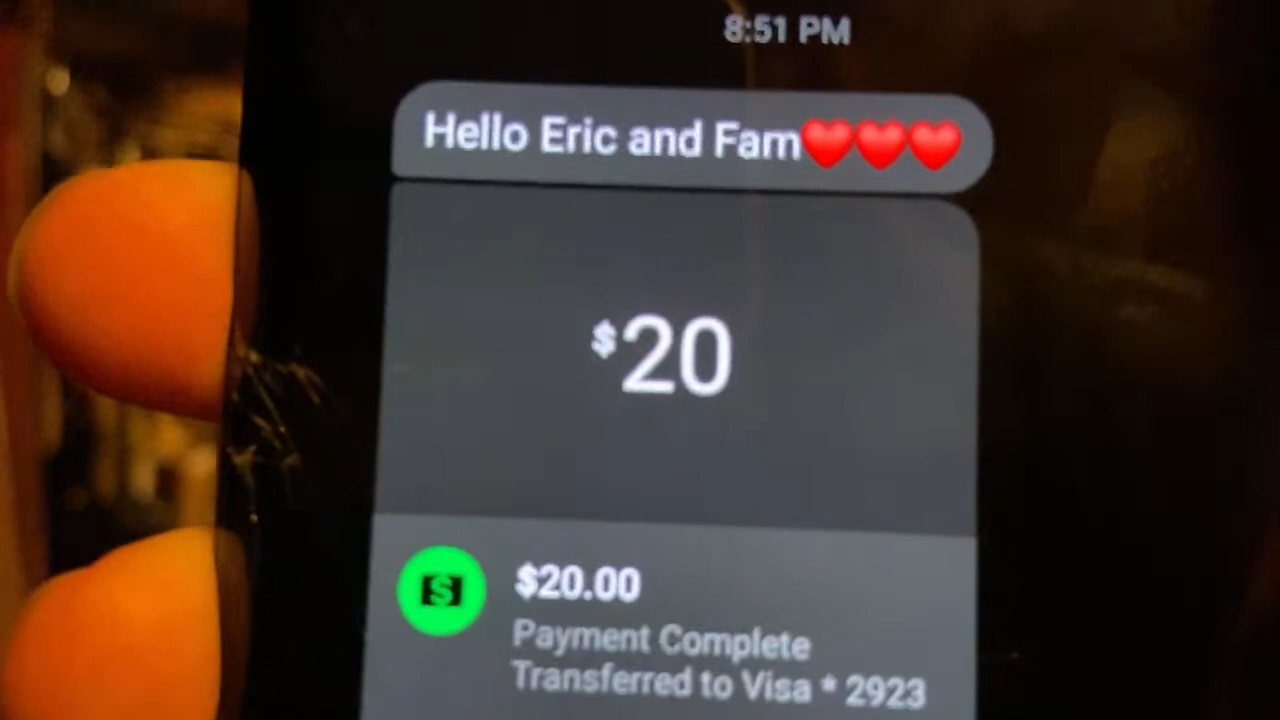 8:51 PM
Hello Eric and Fam❤️❤️❤️
$20
$
$20.00
Payment Complete
Transferred to Visa * 2923